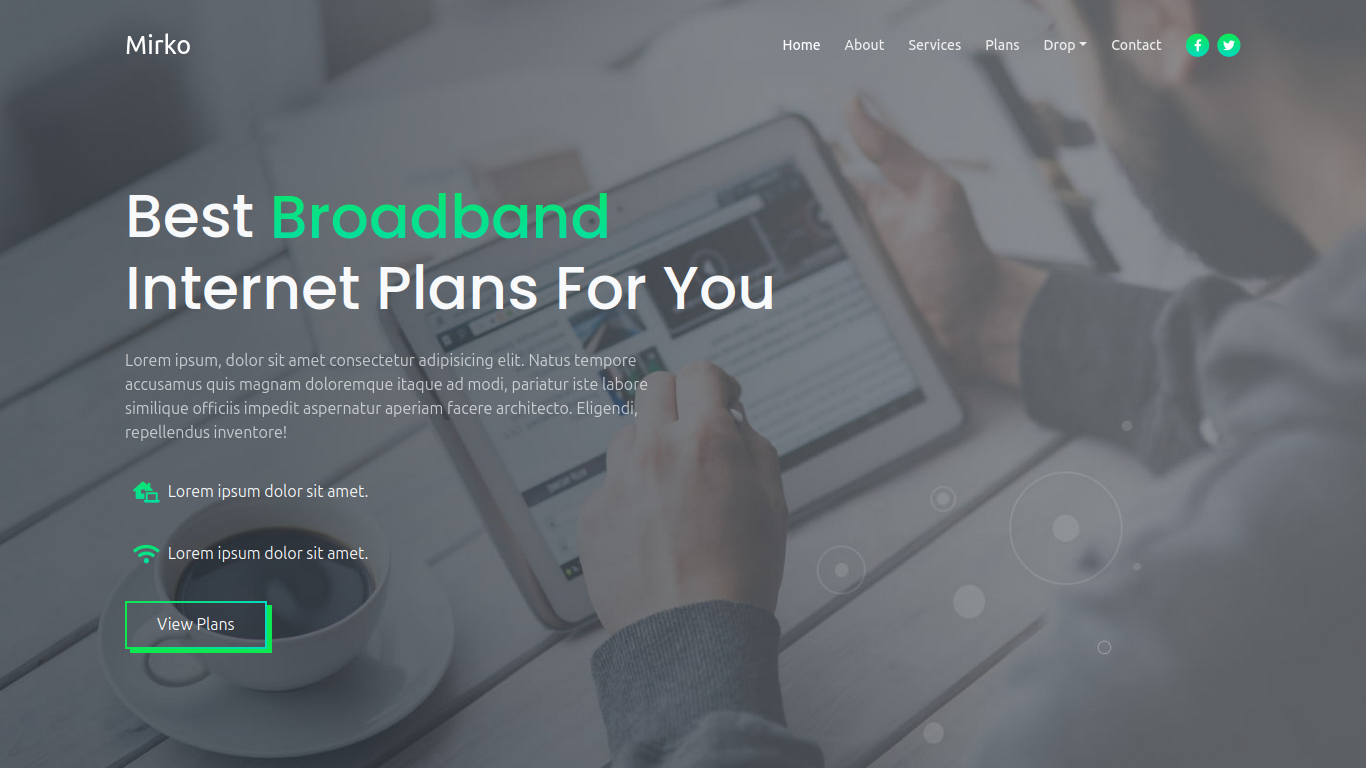 Mirko
Home About Services Plans Drop Contact
Best Broadband
Internet Plans For You
Lorem ipsum, dolor sit amet consectetur adipisicing elit. Natus tempore
accusamus quis magnam doloremque itaque ad modi, pariatur iste labore
similique officiis impedit aspernatur aperiam facere architecto. Eligendi,
repellendus inventore!
Lorem ipsum dolor sit amet.
Lorem ipsum dolor sit amet.
View Plans